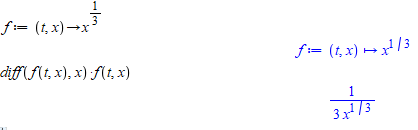 f := (t, x) → x^(1/3)
f := (t, x) ↦ x^(1/3)
diff(f(t, x), x)·f(t, x)
1/(3 x^(1/3))